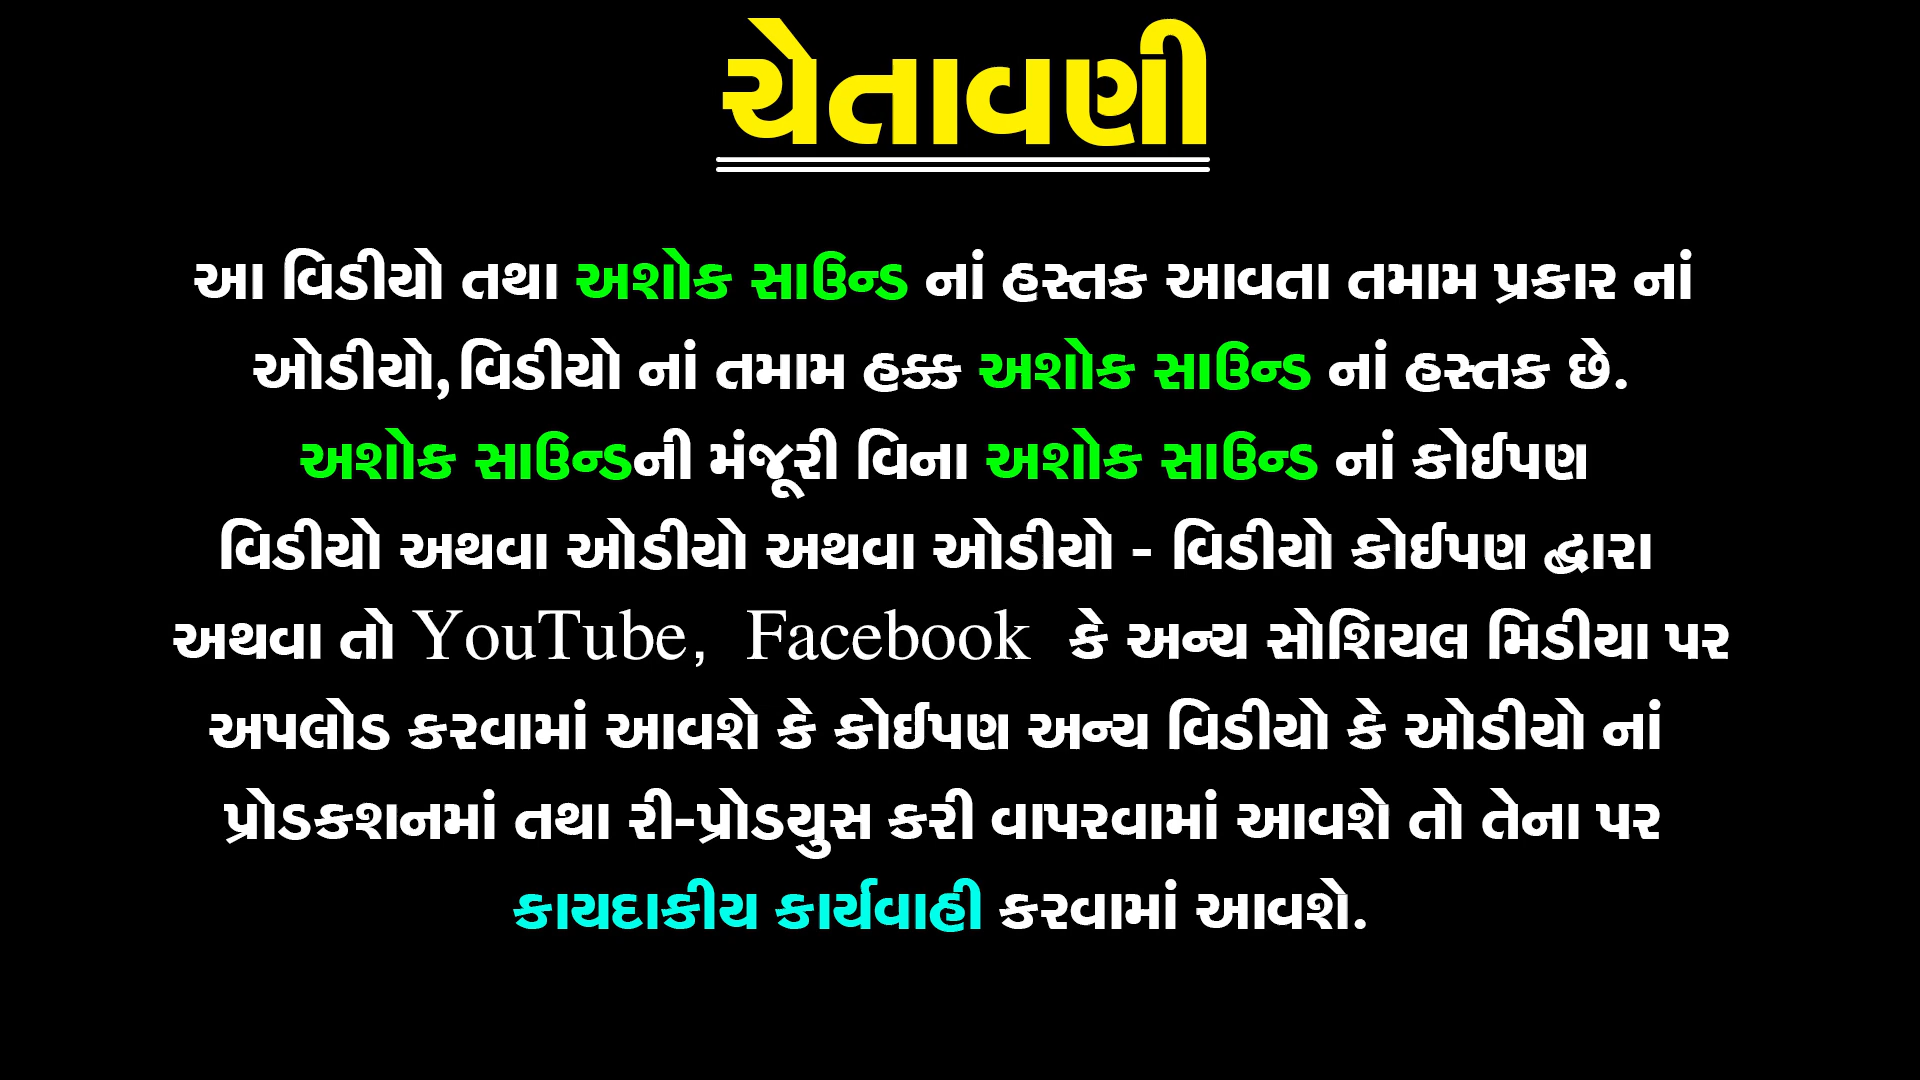 ચેતાવણી
આ વિડીયો તથા અશોક સાઉન્ડ નાં હસ્તક આવતા તમામ પ્રકાર નાં
ઓડીયો,વિડીયો નાં તમામ હક્ક અશોક સાઉન્ડ નાં હસ્તક છે.
અશોક સાઉન્ડની મંજૂરી વિના અશોક સાઉન્ડ નાં કોઈપણ
વિડીયો અથવા ઓડીયો અથવા ઓડીયો - વિડીયો કોઈપણ દ્વારા
અથવા તો YouTube, Facebook કે અન્ય સોશિયલ મિડીયા પર
અપલોડ કરવામાં આવશે કે કોઈપણ અન્ય વિડીયો કે ઓડીયો નાં
પ્રોડકશનમાં તથા રી-પ્રોડયુસ કરી વાપરવામાં આવશે તો તેના પર
કાયદાકીય કાર્યવાહી કરવામાં આવશે.